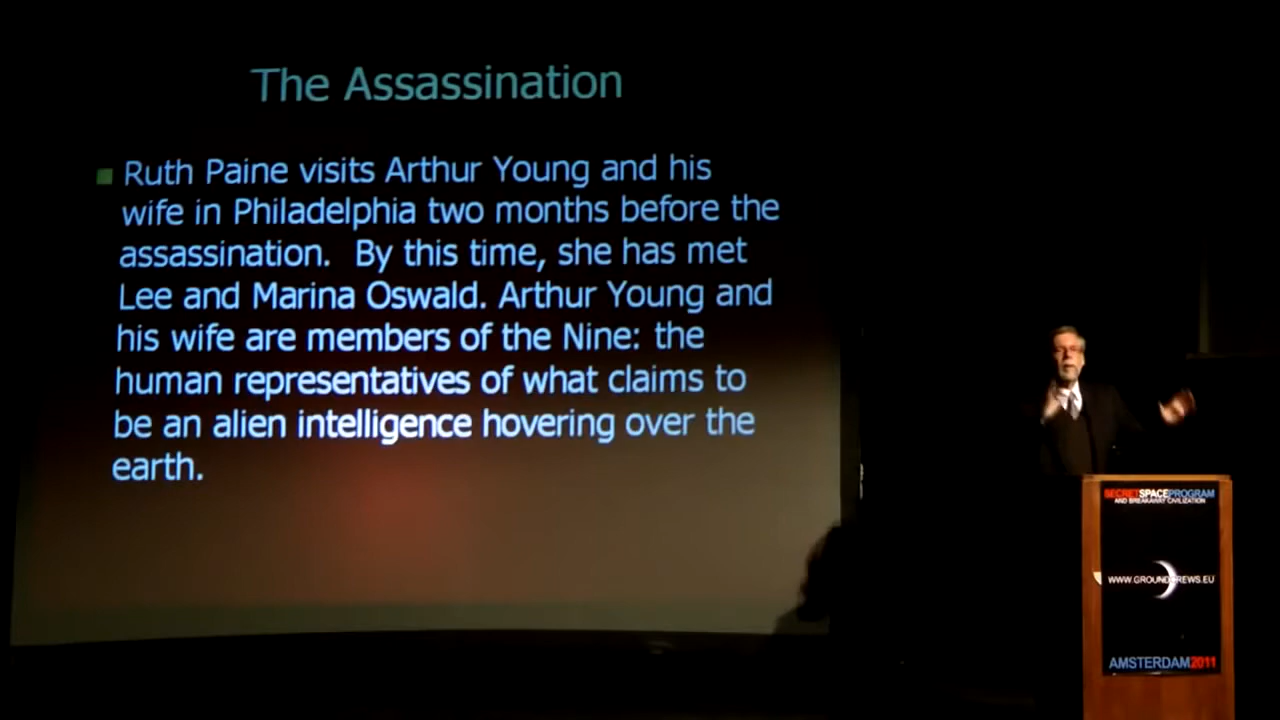 The Assassination
Ruth Paine visits Arthur Young and his
wife in Philadelphia two months before the
assassination. By this time, she has met
Lee and Marina Oswald. Arthur Young and
his wife are members of the Nine: the
human representatives of what claims to
be an alien intelligence hovering over the
earth.
SECRETSPACEPROGRAM
AND BREAKAWAY CIVILIZATION
WWW.GROUNDCREWS.EU
AMSTERDAM2011